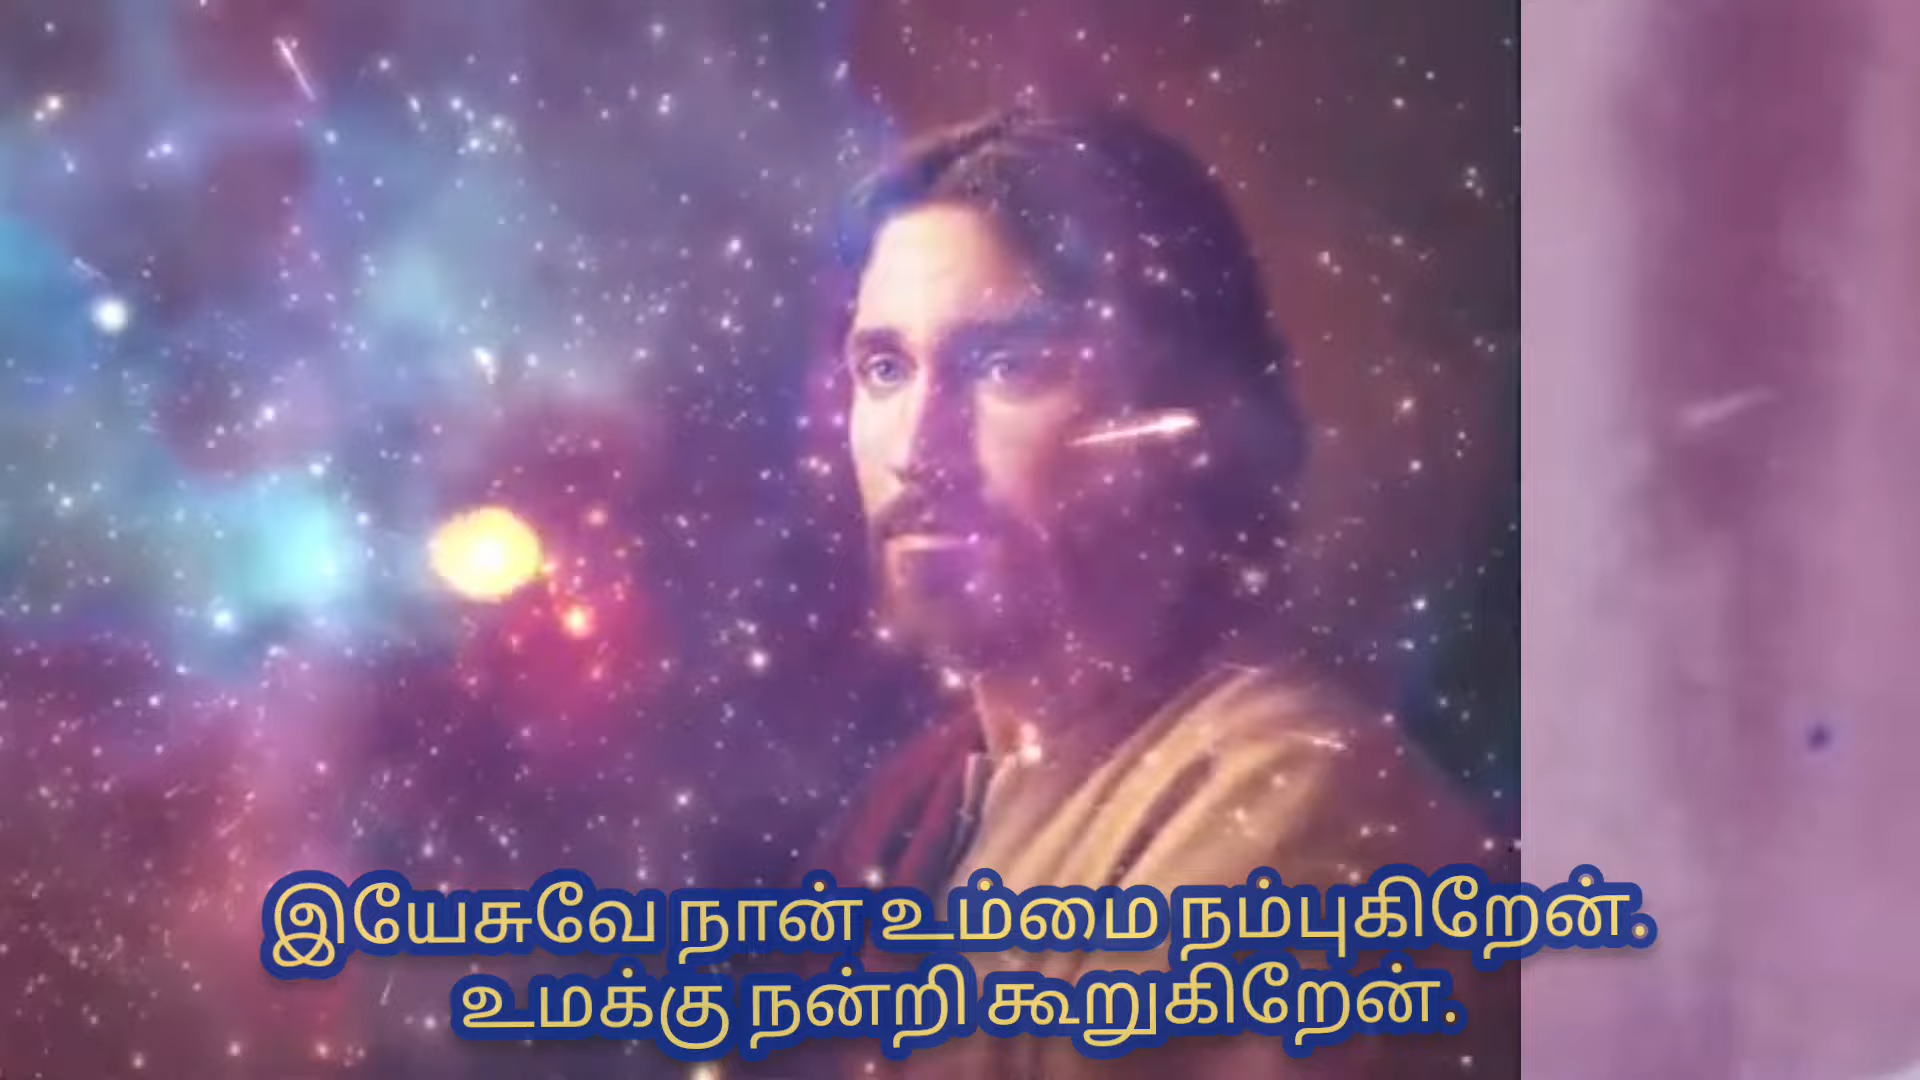 இயேசுவே நான் உம்மை நம்புகிறேன்.
உமக்கு நன்றி கூறுகிறேன்.